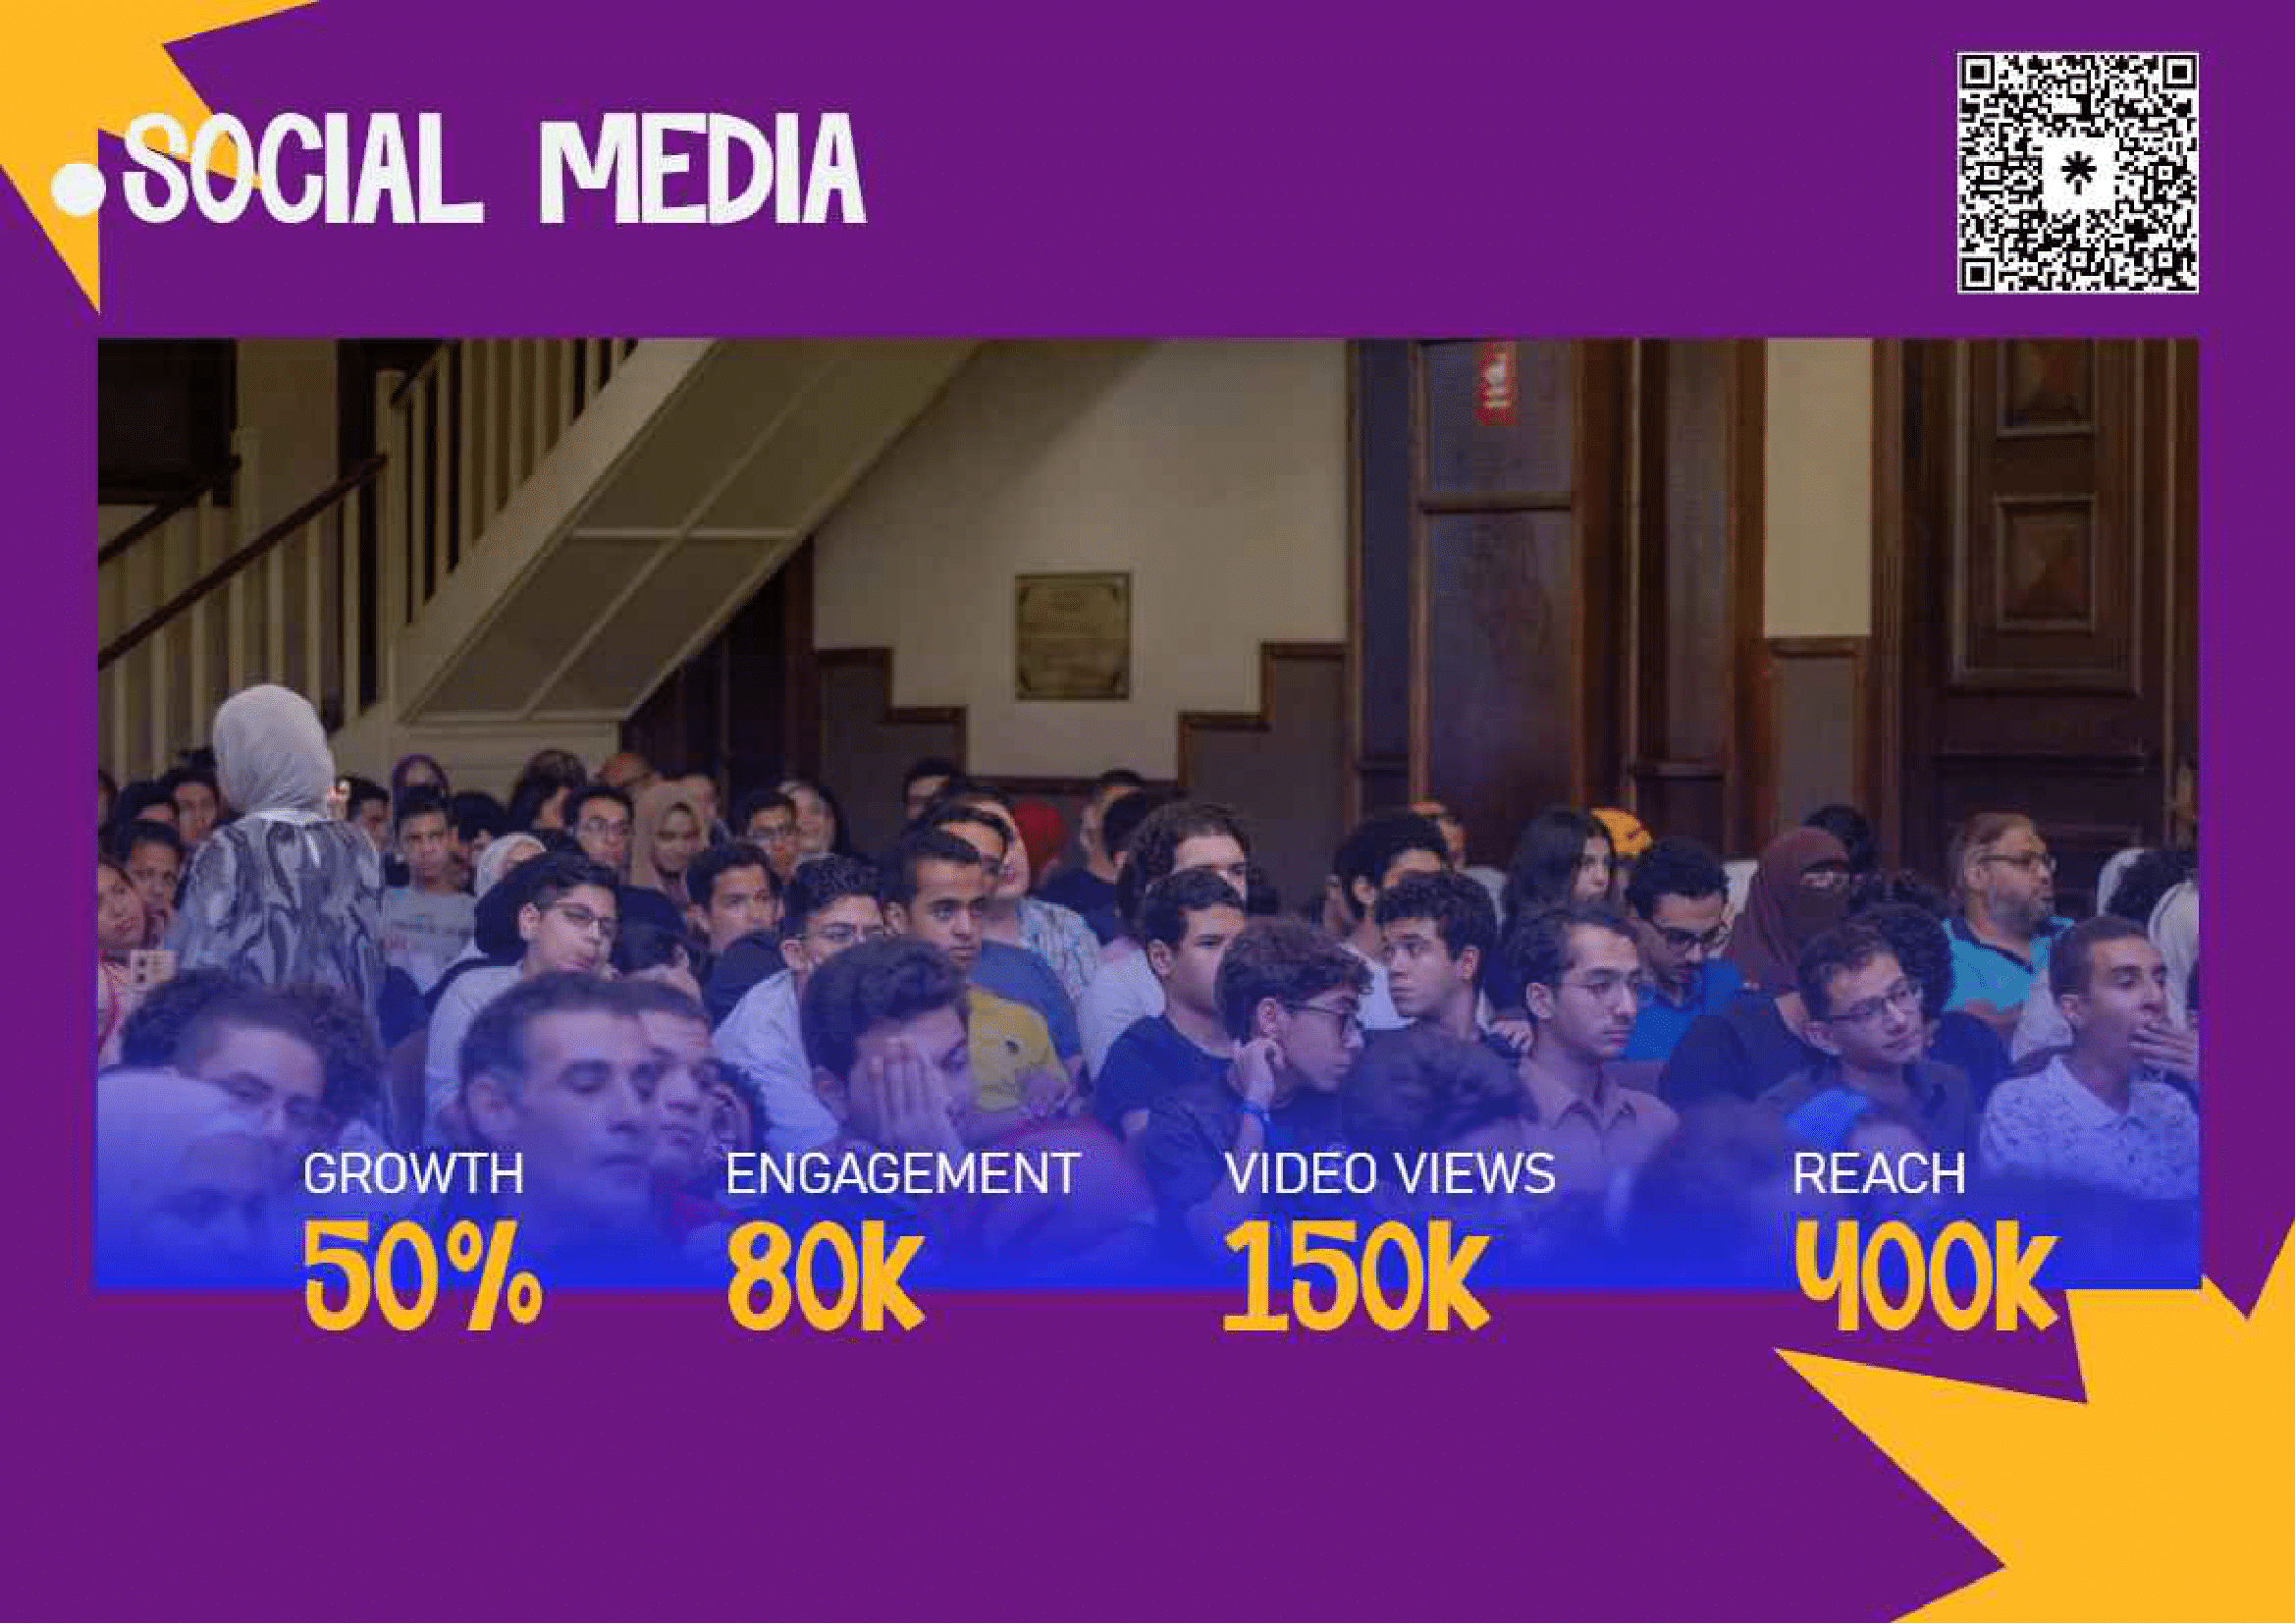 SOCIAL MEDIA
GROWTH
50%
ENGAGEMENT
80K
VIDEO VIEWS
150K
REACH
400K